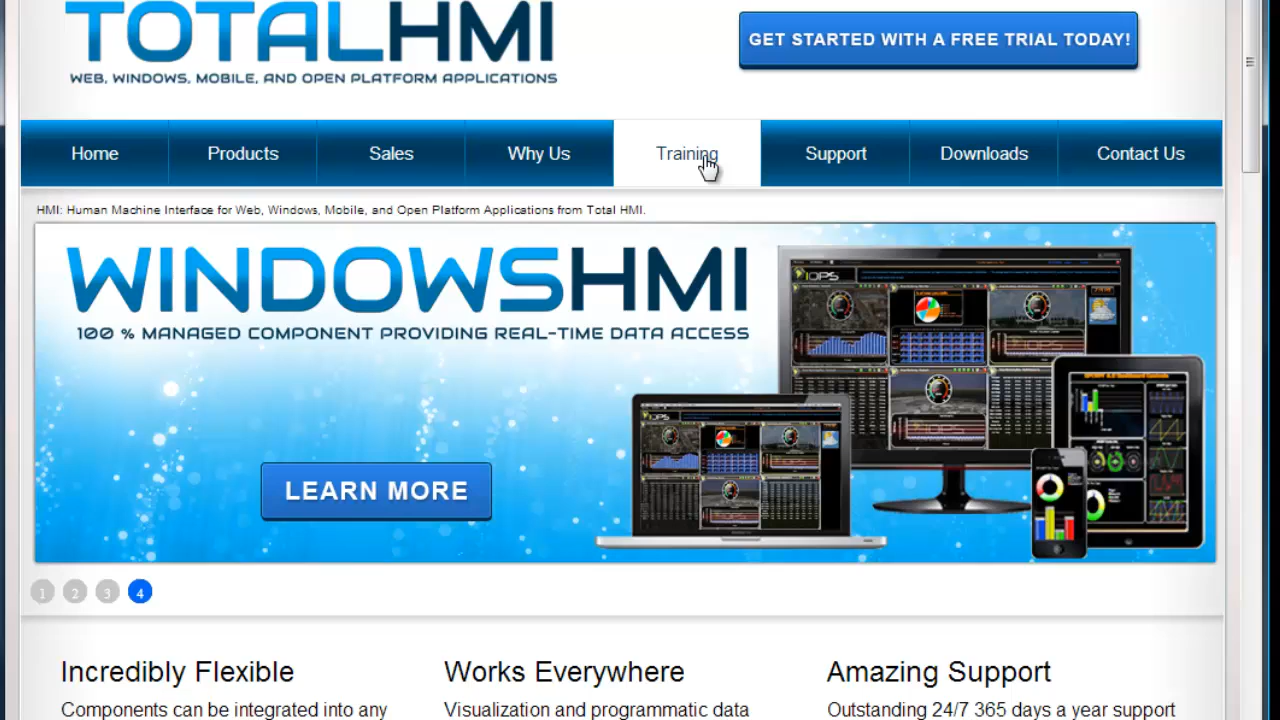 TOTALHMI
WEB, WINDOWS, MOBILE, AND OPEN PLATFORM APPLICATIONS
GET STARTED WITH A FREE TRIAL TODAY!
Home Products Sales Why Us Training Support Downloads Contact Us
HMI: Human Machine Interface for Web, Windows, Mobile, and Open Platform Applications from Total HMI.
WINDOWSHMI
100 % MANAGED COMPONENT PROVIDING REAL-TIME DATA ACCESS
LEARN MORE
1 2 3 4
Incredibly Flexible Works Everywhere Amazing Support
Components can be integrated into any Visualization and programmatic data Outstanding 24/7 365 days a year support